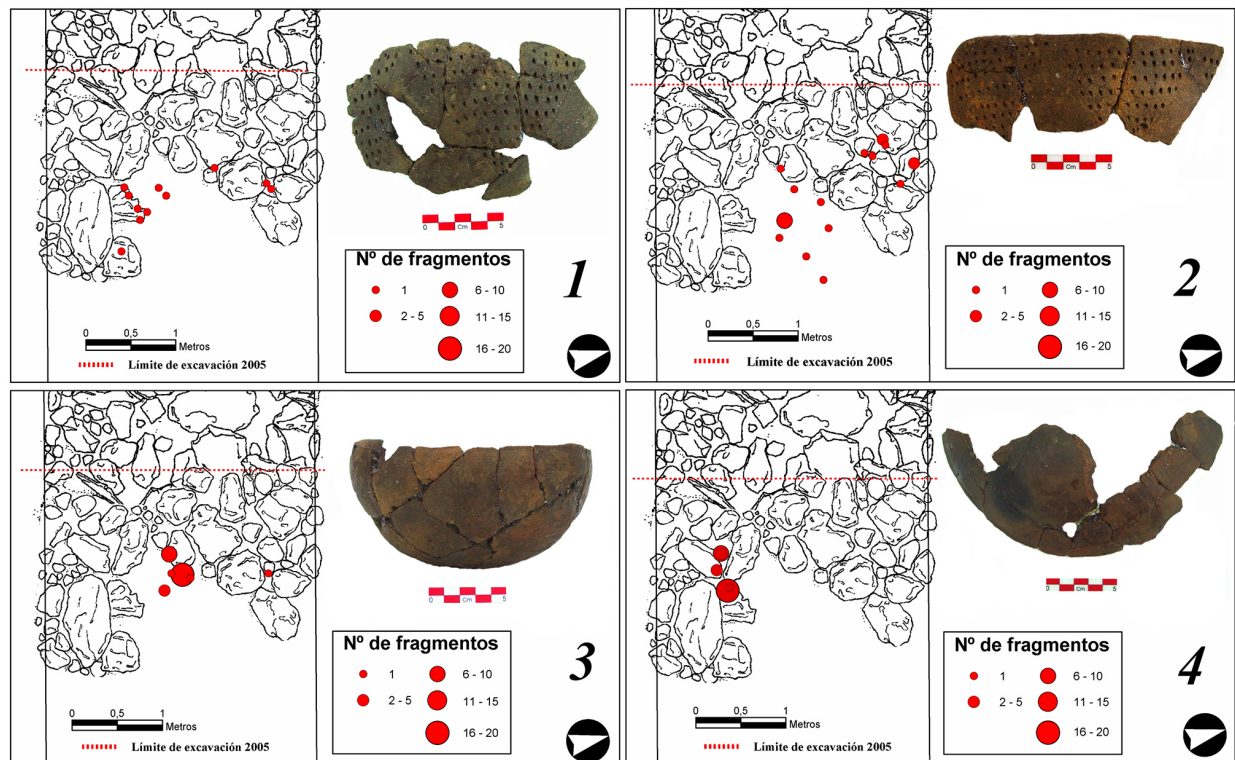 0 Cm 5
Nº de fragmentos
1 6 - 10
2 - 5 11 - 15
16 - 20
1
0 0,5 1
Metros
Límite de excavación 2005
0 Cm 5
Nº de fragmentos
1 6 - 10
2 - 5 11 - 15
16 - 20
2
0 0,5 1
Metros
Límite de excavación 2005
0 Cm 5
Nº de fragmentos
1 6 - 10
2 - 5 11 - 15
16 - 20
3
0 0,5 1
Metros
Límite de excavación 2005
0 Cm 5
Nº de fragmentos
1 6 - 10
2 - 5 11 - 15
16 - 20
4
0 0,5 1
Metros
Límite de excavación 2005